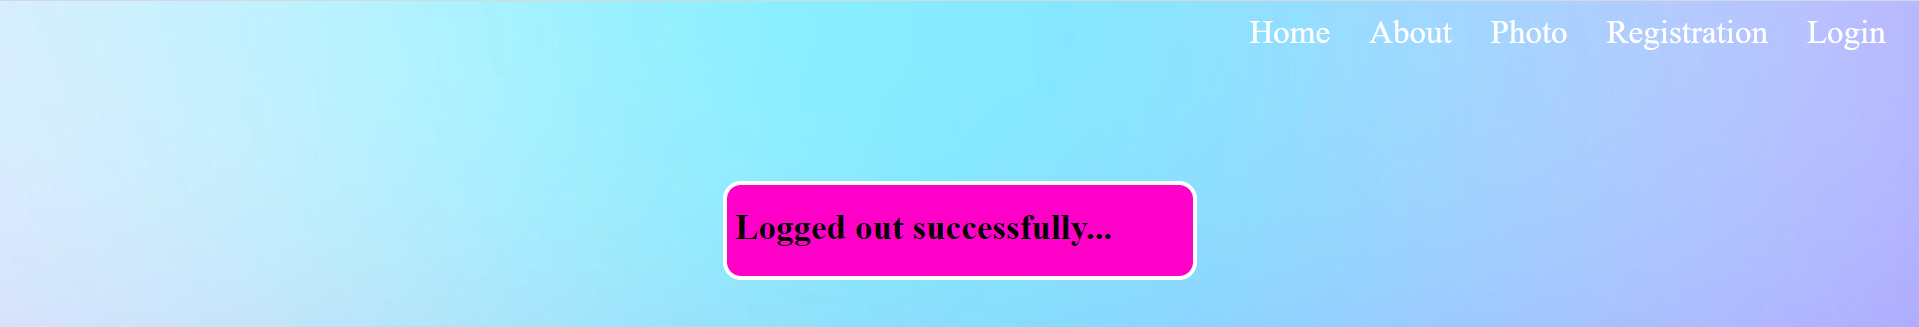 Home About Photo Registration Login
Logged out successfully...